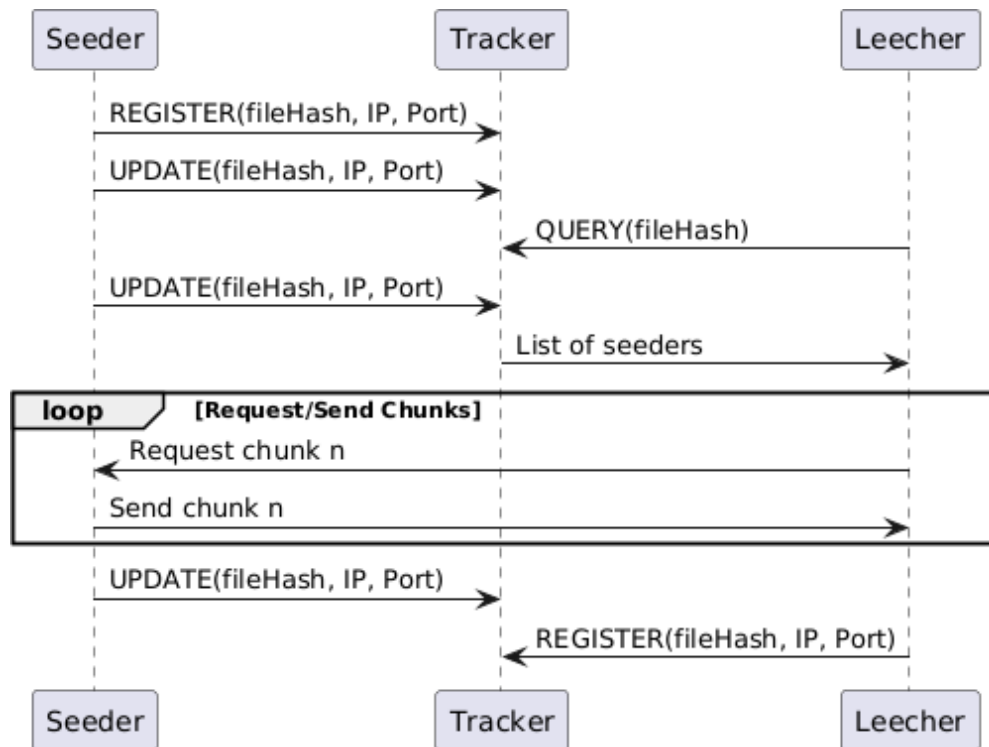 Seeder Tracker Leecher
REGISTER(fileHash, IP, Port)
UPDATE(fileHash, IP, Port)
QUERY(fileHash)
UPDATE(fileHash, IP, Port)
List of seeders
loop [Request/Send Chunks]
Request chunk n
Send chunk n
UPDATE(fileHash, IP, Port)
REGISTER(fileHash, IP, Port)
Seeder Tracker Leecher